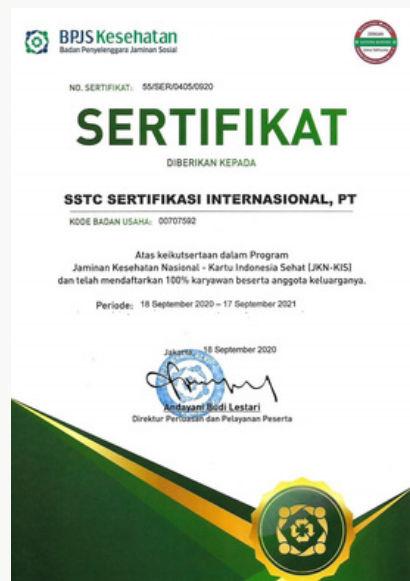 BPJS Kesehatan
Badan Penyelenggara Jaminan Sosial
NO. SERTIFIKAT: 55/SER/0405/0920
SERTIFIKAT
DIBERIKAN KEPADA
SSTC SERTIFIKASI INTERNASIONAL, PT
KODE BADAN USAHA: 00707592
Atas keikutsertaan dalam Program
Jaminan Kesehatan Nasional - Kartu Indonesia Sehat (JKN-KIS)
dan telah mendaftarkan 100% karyawan beserta anggota keluarganya.
Periode: 18 September 2020 – 17 September 2021
Jakarta, 18 September 2020
Andayani Budi Lestari
Direktur Perluasan dan Pelayanan Peserta